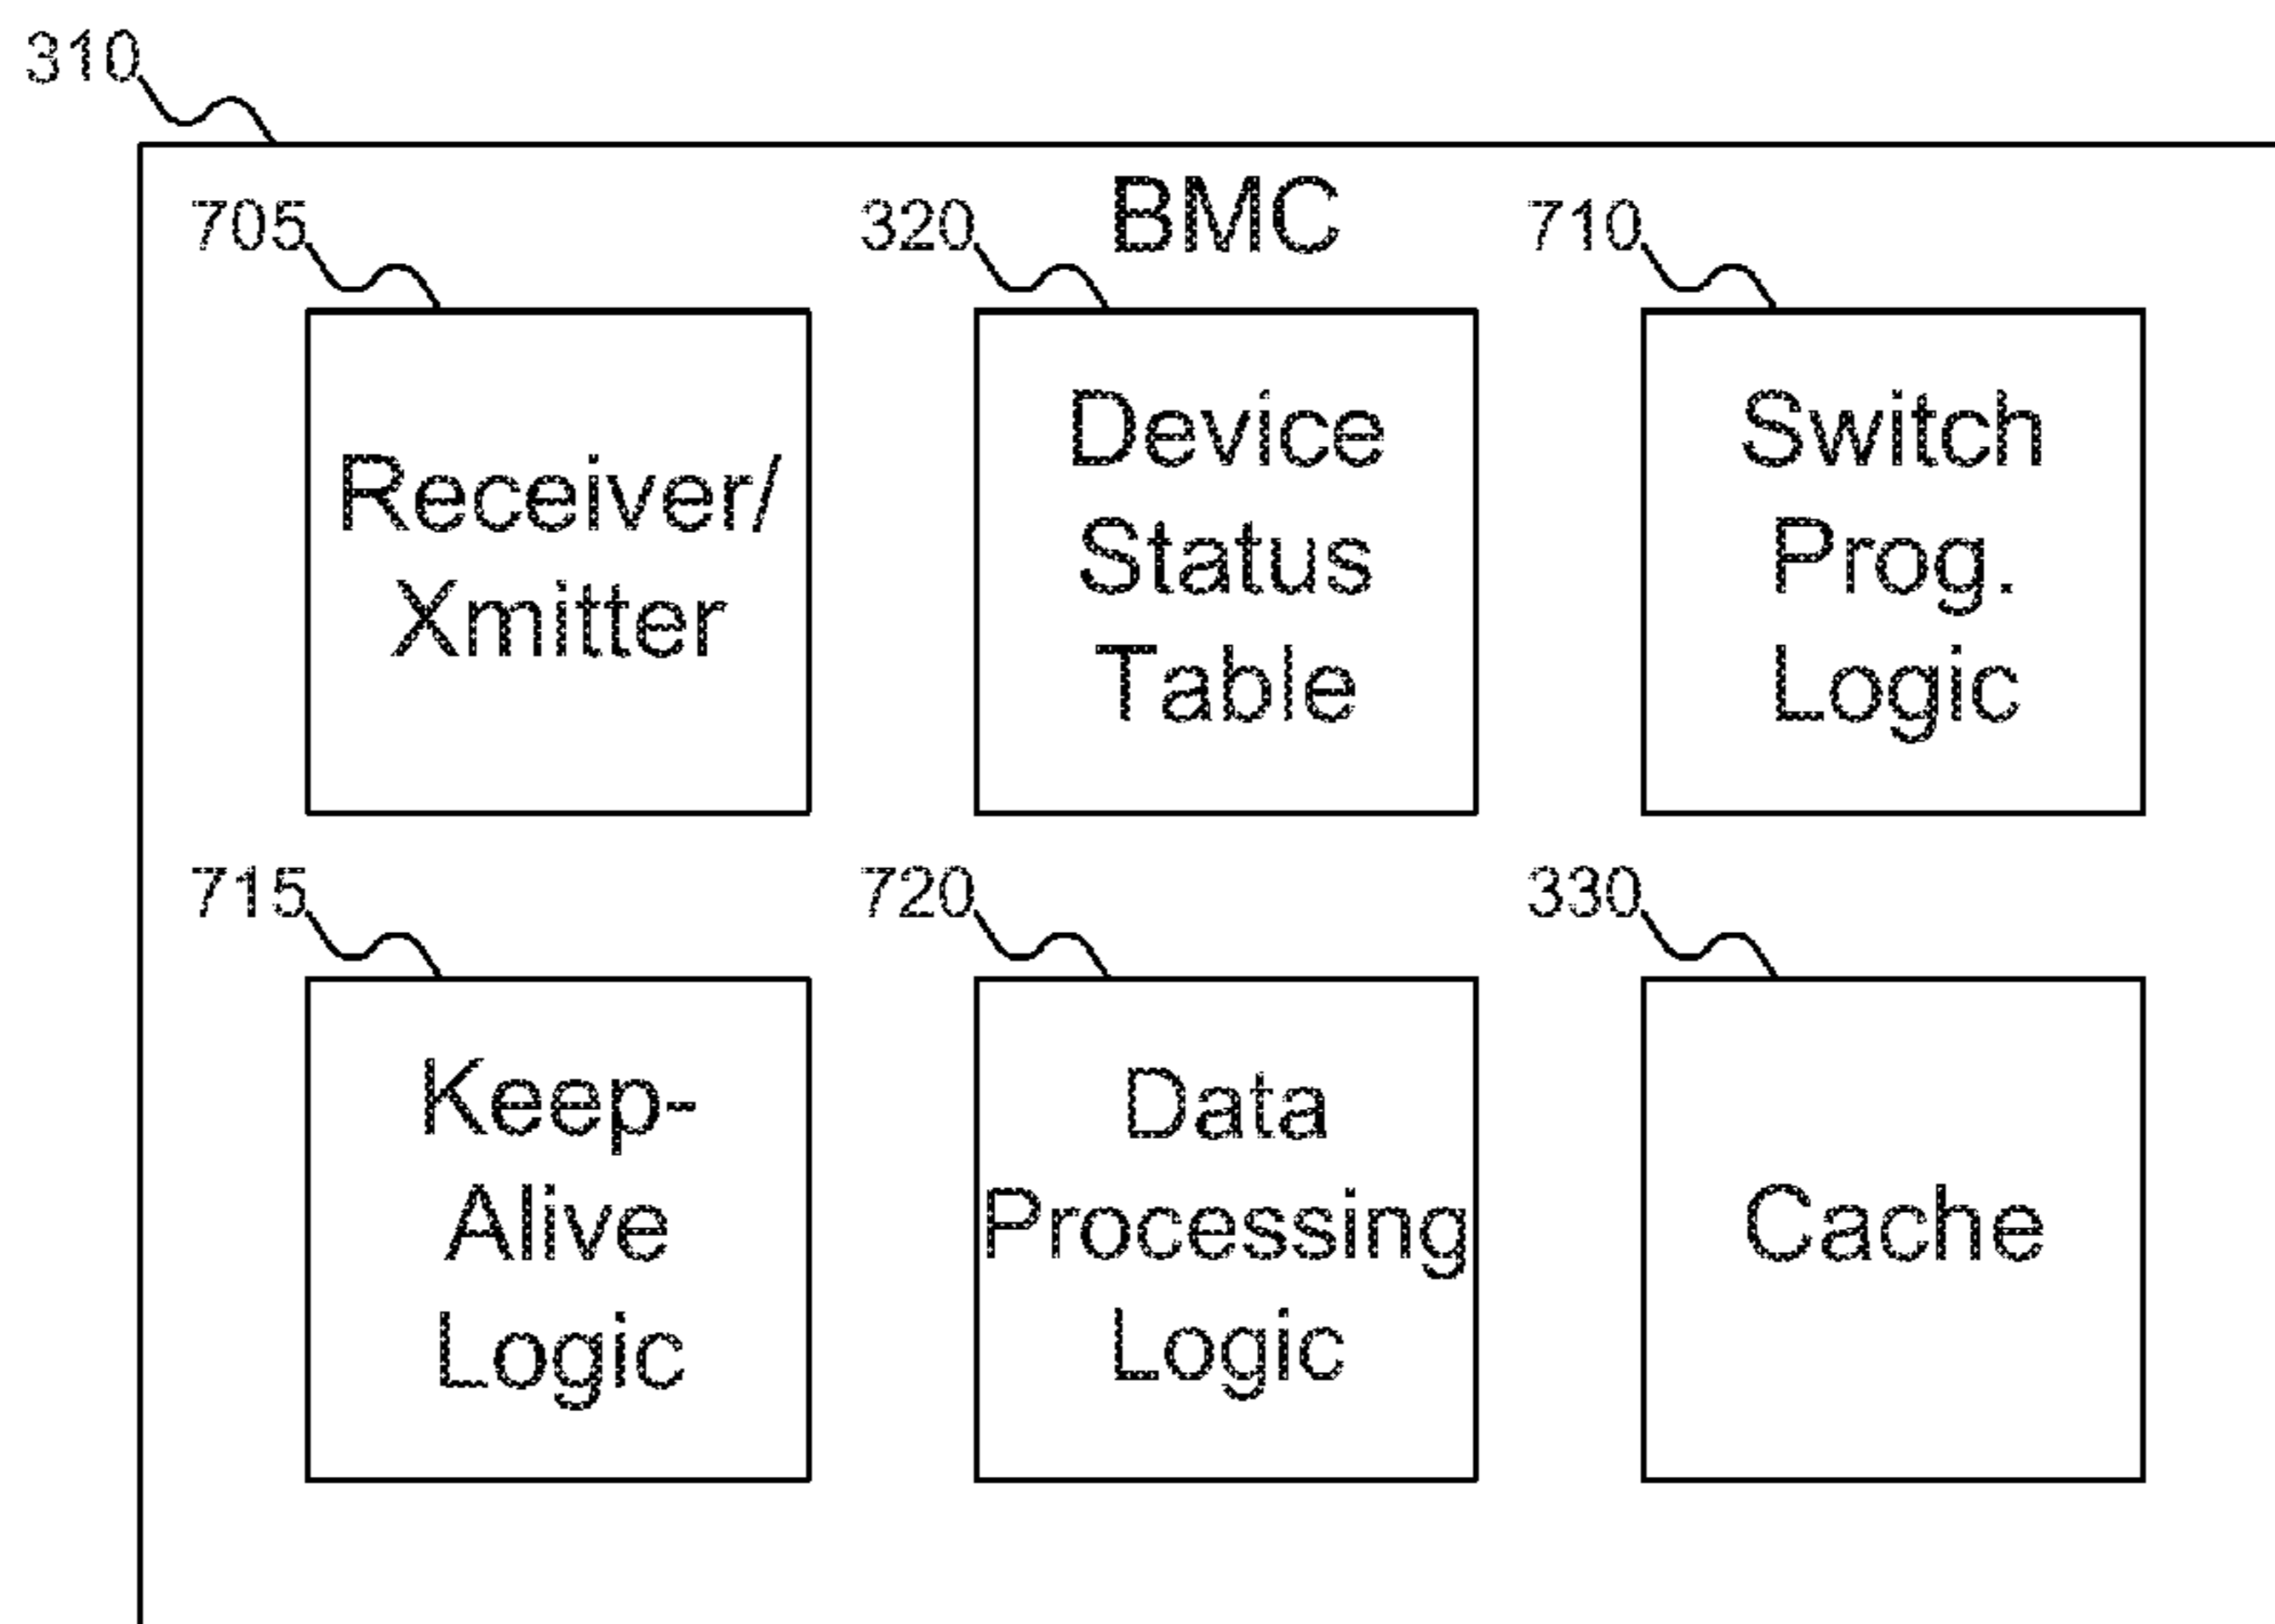 310
BMC
705
320
710
Receiver/
Xmitter
Device
Status
Table
Switch
Prog.
Logic
715
720
330
Keep-
Alive
Logic
Data
Processing
Logic
Cache